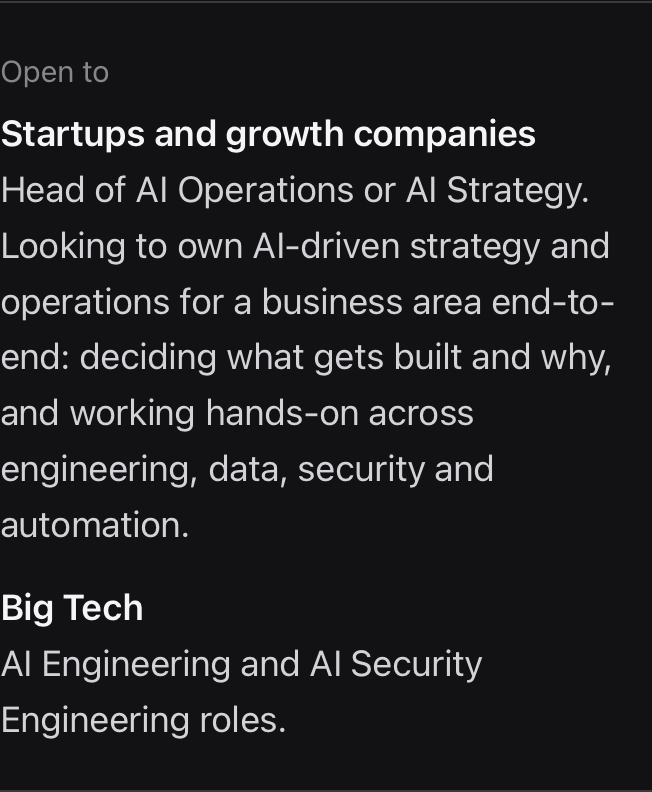 Open to
Startups and growth companies
Head of AI Operations or AI Strategy.
Looking to own AI-driven strategy and
operations for a business area end-to-
end: deciding what gets built and why,
and working hands-on across
engineering, data, security and
automation.
Big Tech
AI Engineering and AI Security
Engineering roles.